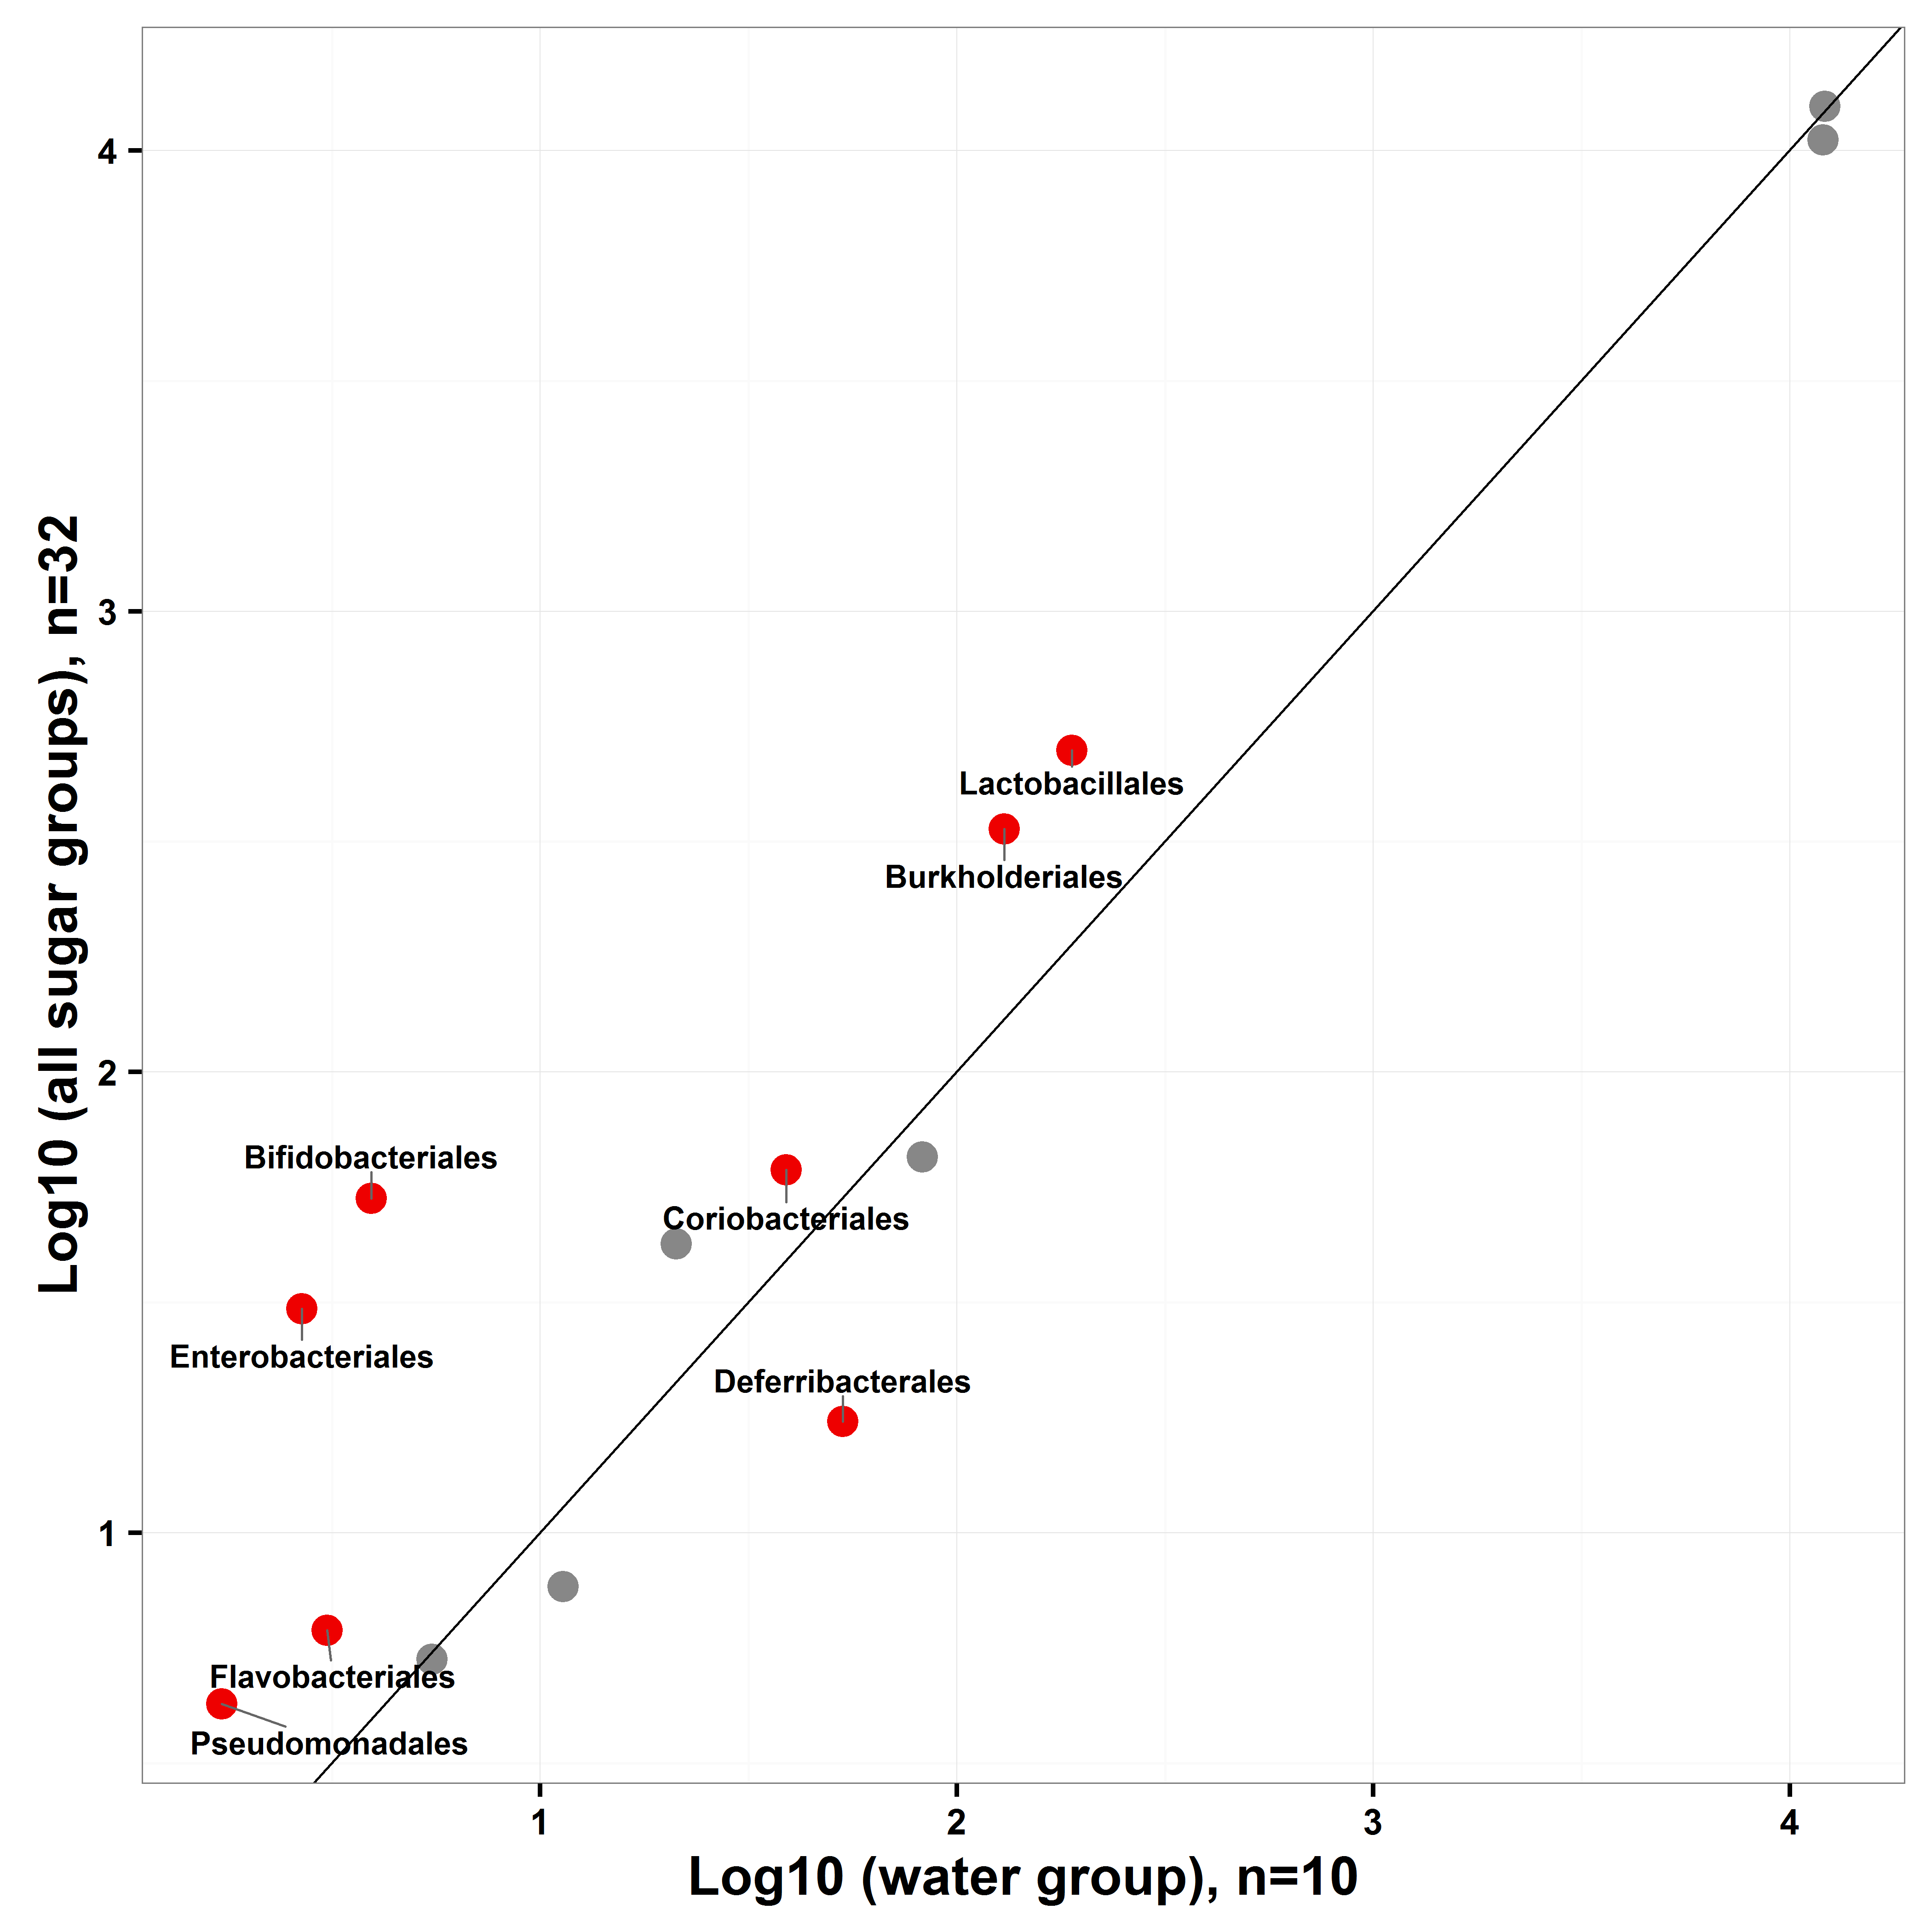 4
3
2
1
Log10 (all sugar groups), n=32
Lactobacillales
Burkholderiales
Bifidobacteriales
Coriobacteriales
Enterobacteriales
Deferribacterales
Flavobacteriales
Pseudomonadales
1 2 3 4
Log10 (water group), n=10